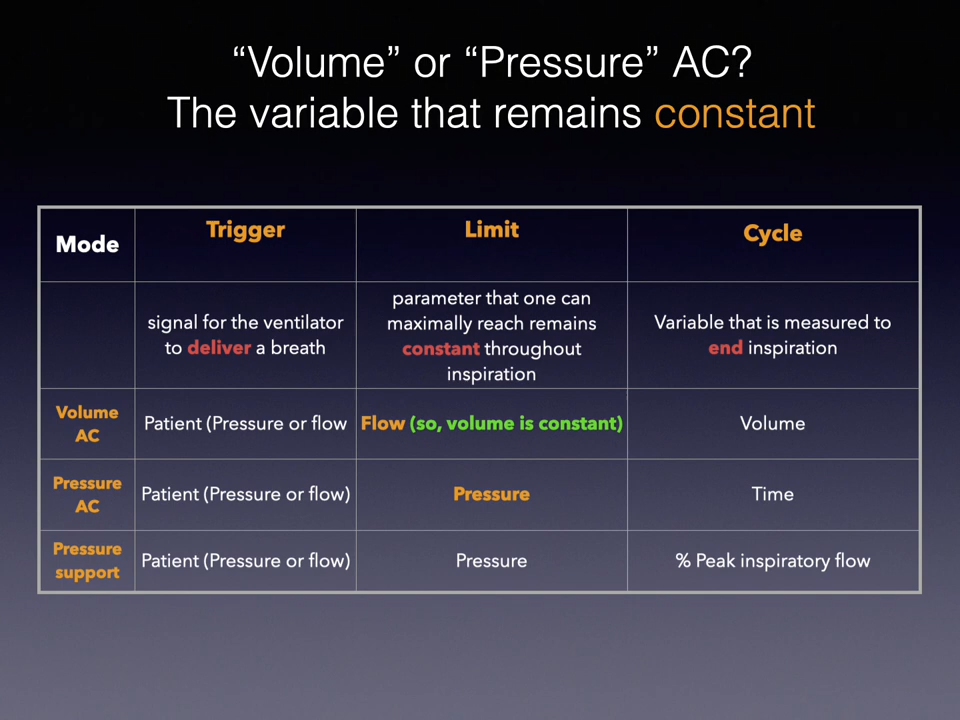 “Volume” or “Pressure” AC?
The variable that remains constant
Mode
Trigger
Limit
Cycle
signal for the ventilator
to deliver a breath
parameter that one can
maximally reach remains
constant throughout
inspiration
Variable that is measured to
end inspiration
Volume
AC
Patient (Pressure or flow
Flow (so, volume is constant)
Volume
Pressure
AC
Patient (Pressure or flow)
Pressure
Time
Pressure
support
Patient (Pressure or flow)
Pressure
% Peak inspiratory flow